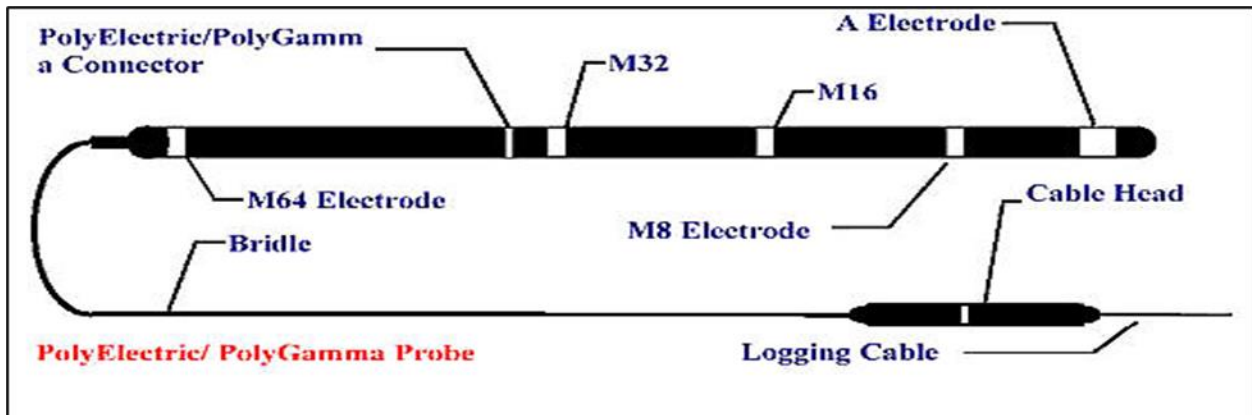 PolyElectric/PolyGamm
a Connector
M32
M16
A Electrode
M64 Electrode
M8 Electrode
Cable Head
Bridle
Logging Cable
PolyElectric/ PolyGamma Probe